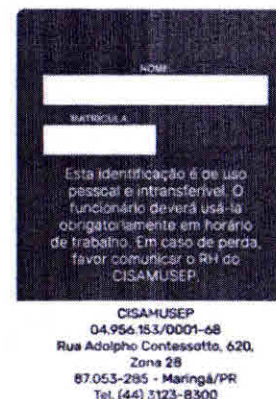 NOME
MATRÍCULA
Esta identificação é de uso
pessoal e intransferível. O
funcionário deverá usá-la
obrigatoriamente em horário
de trabalho. Em caso de perda,
favor comunicar o RH do
CISAMUSEP.
CISAMUSEP
04.956.153/0001-68
Rua Adolpho Contessotto, 620,
Zona 28
87.053-285 - Maringá/PR
Tel. (44) 3123-8300